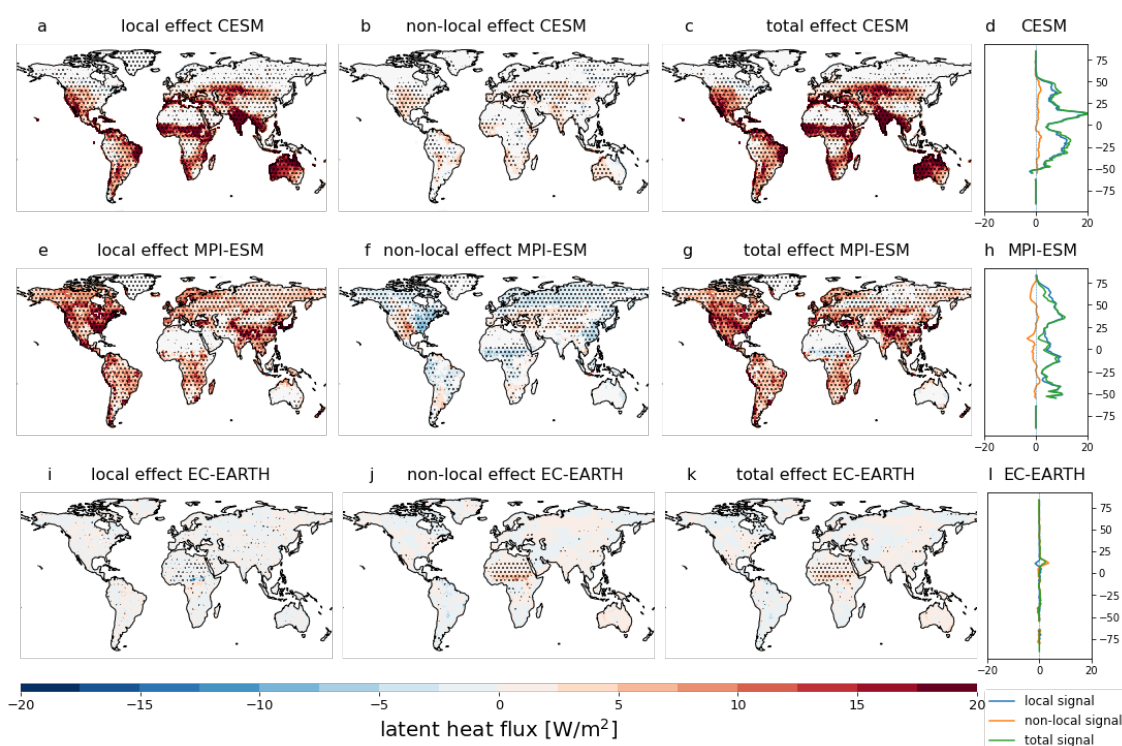 a local effect CESM b non-local effect CESM c total effect CESM d CESM
75
50
25
0
−25
−50
−75
−20 0 20
e local effect MPI-ESM f non-local effect MPI-ESM g total effect MPI-ESM h MPI-ESM
75
50
25
0
−25
−50
−75
−20 0 20
i local effect EC-EARTH j non-local effect EC-EARTH k total effect EC-EARTH l EC-EARTH
75
50
25
0
−25
−50
−75
−20 0 20
−20 −15 −10 −5 0 5 10 15 20
latent heat flux [W/m²]
local signal
non-local signal
total signal